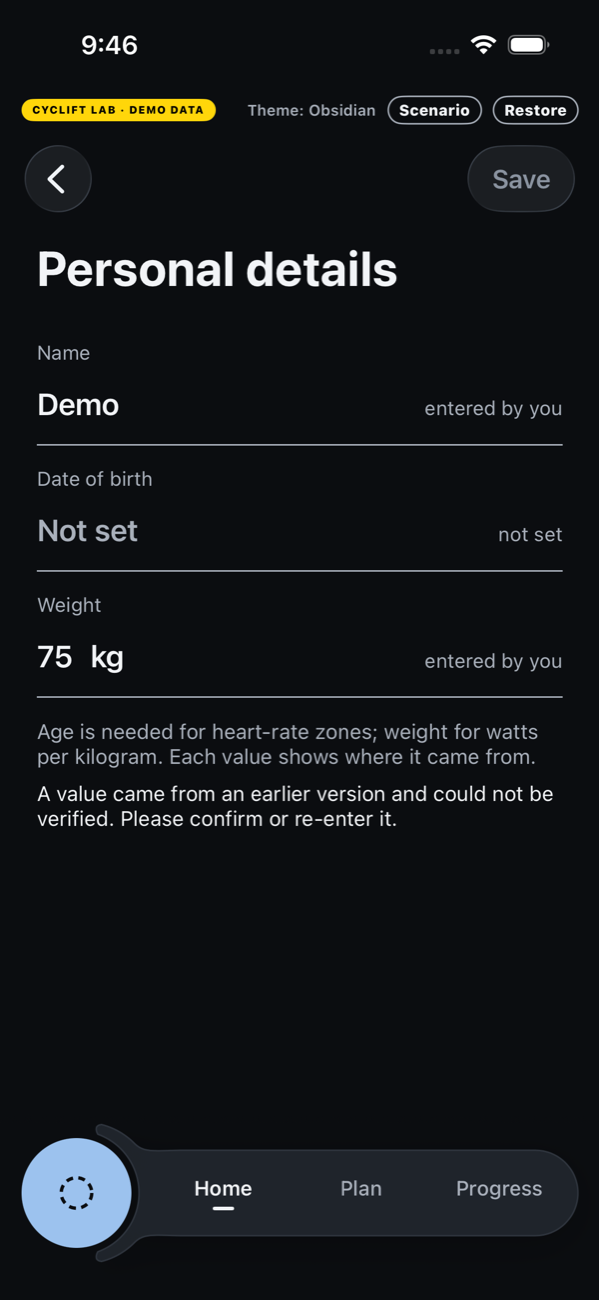 9:46
CYCLIFT LAB · DEMO DATA
Theme: Obsidian
Scenario
Restore
Save
Personal details
Name
Demo
entered by you
Date of birth
Not set
not set
Weight
75 kg
entered by you
Age is needed for heart-rate zones; weight for watts
per kilogram. Each value shows where it came from.
A value came from an earlier version and could not be
verified. Please confirm or re-enter it.
Home
Plan
Progress